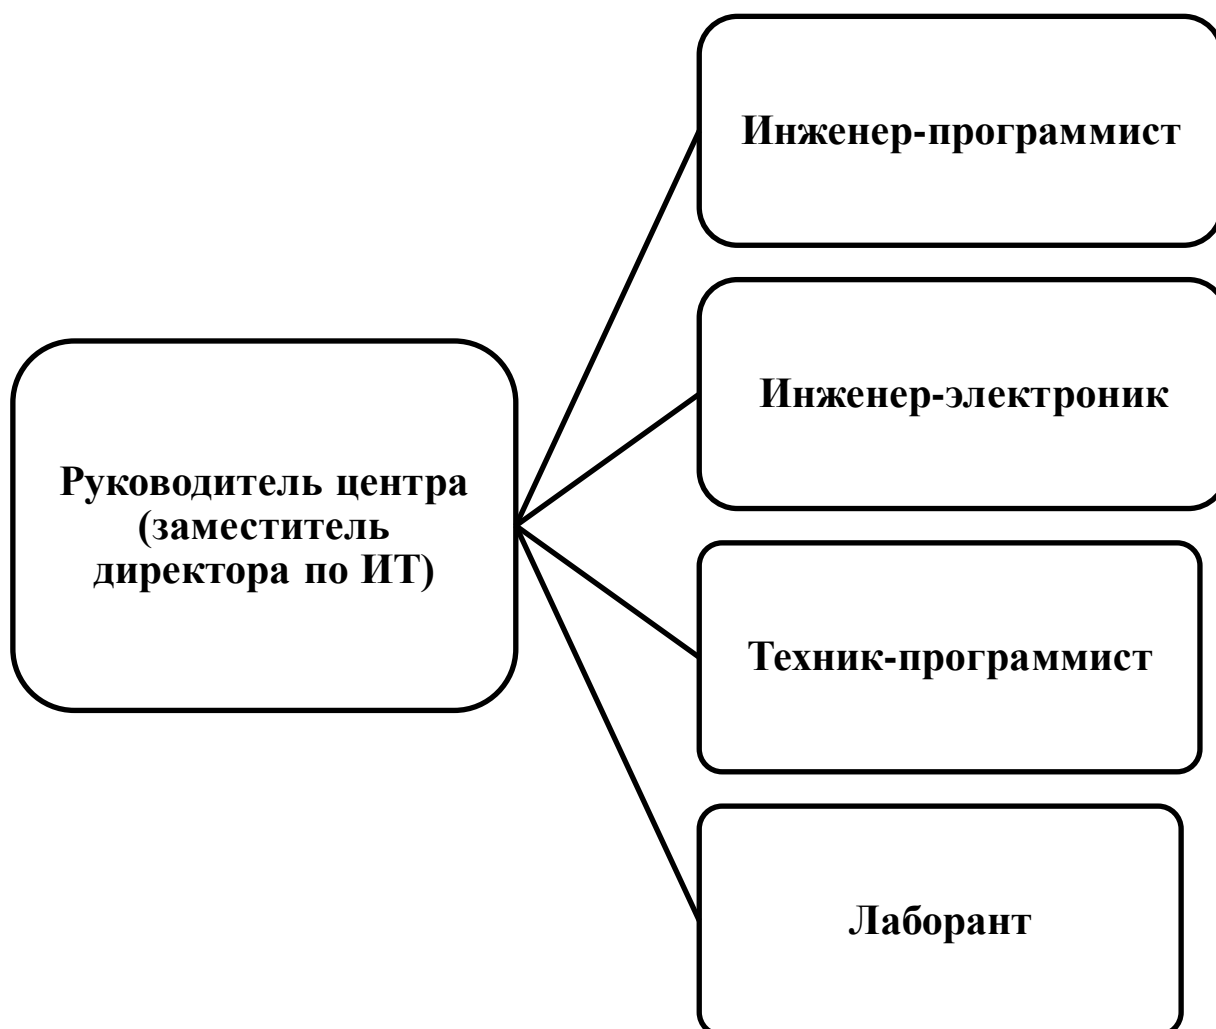 Инженер-программист
Инженер-электроник
Руководитель центра
(заместитель
директора по ИТ)
Техник-программист
Лаборант